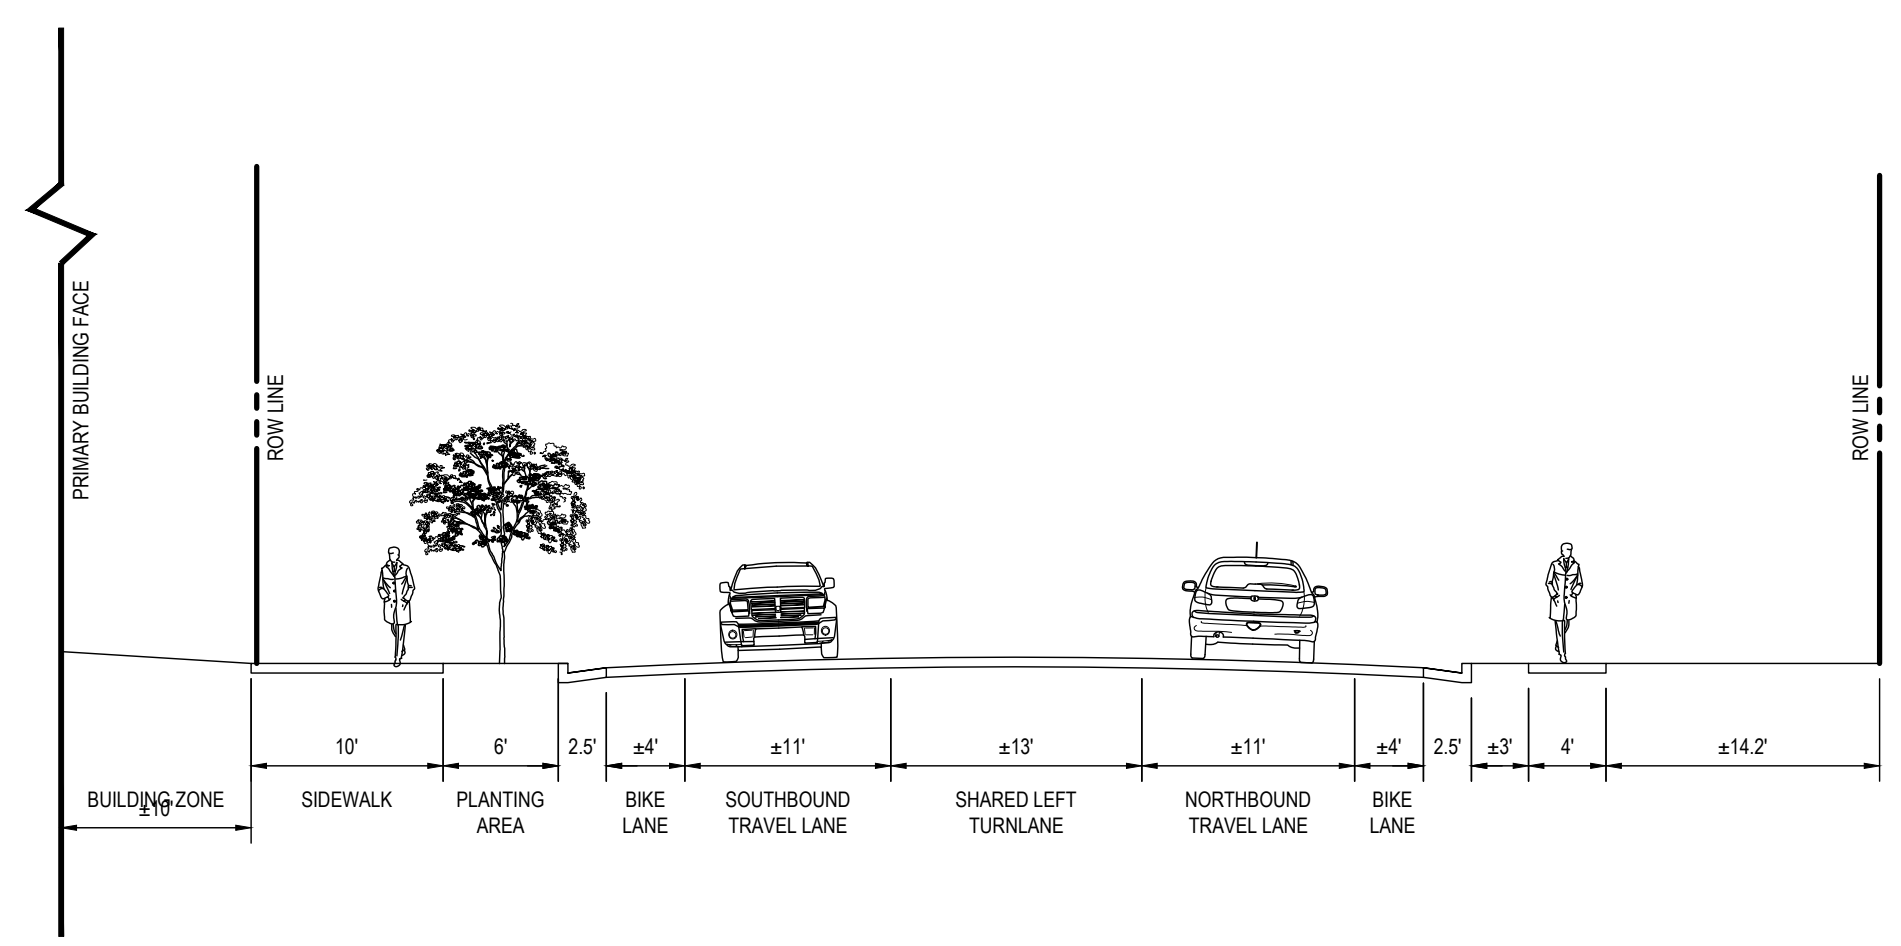 PRIMARY BUILDING FACE
ROW LINE
ROW LINE
10'
6'
2.5'
±4'
±11'
±13'
±11'
±4'
2.5'
±3'
4'
±14.2'
BUILDING ZONE
±10'
SIDEWALK
PLANTING
AREA
BIKE
LANE
SOUTHBOUND
TRAVEL LANE
SHARED LEFT
TURNLANE
NORTHBOUND
TRAVEL LANE
BIKE
LANE